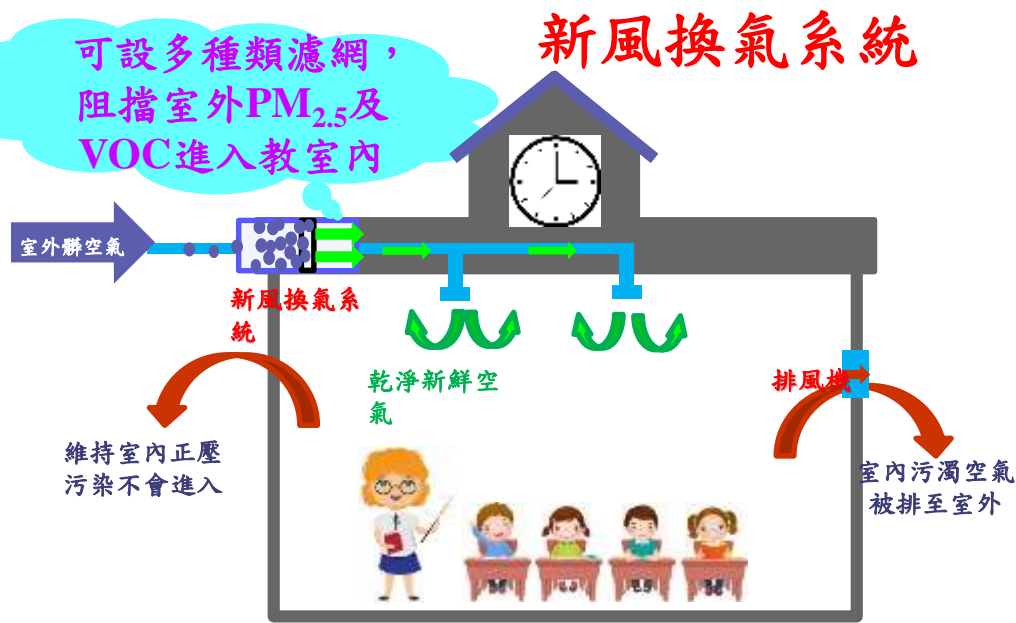 新風換氣系統
可設多種類濾網，
阻擋室外PM2.5及
VOC進入教室內
室外髒空氣
新風換氣系
統
乾淨新鮮空
氣
排風機
維持室內正壓
污染不會進入
室內污濁空氣
被排至室外